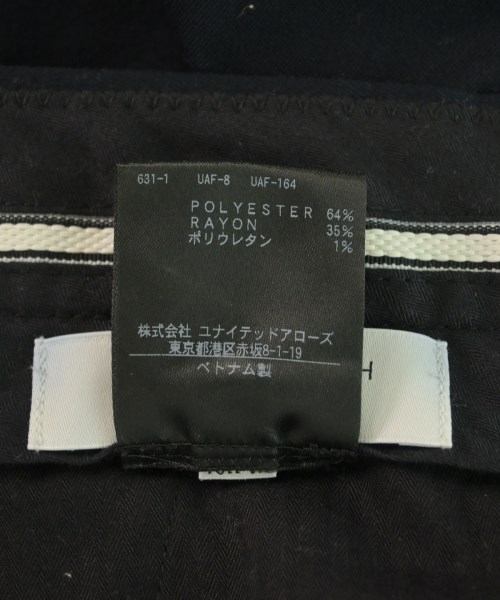 631-1 UAF-8 UAF-164
POLYESTER 64%
RAYON 35%
ポリウレタン 1%
株式会社 ユナイテッドアローズ
東京都港区赤坂8-1-19
ベトナム製
H